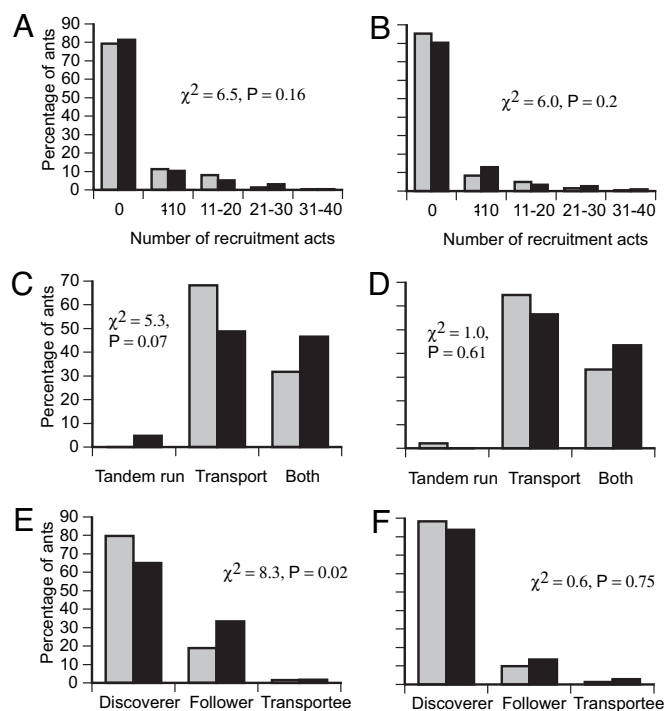 A
Percentage of ants
90
80
70
60
50
40
30
20
10
0
χ2 = 6.5, P = 0.16
0 ‡10 11-20 21-30 31-40
Number of recruitment acts
B
χ2 = 6.0, P = 0.2
0 ‡10 11-20 21-30 31-40
Number of recruitment acts
C
Percentage of ants
70
60
50
40
30
20
10
0
χ2 = 5.3,
P = 0.07
Tandem run Transport Both
D
χ2 = 1.0,
P = 0.61
Tandem run Transport Both
E
Percentage of ants
90
80
70
60
50
40
30
20
10
0
χ2 = 8.3, P = 0.02
Discoverer Follower Transportee
F
χ2 = 0.6, P = 0.75
Discoverer Follower Transportee